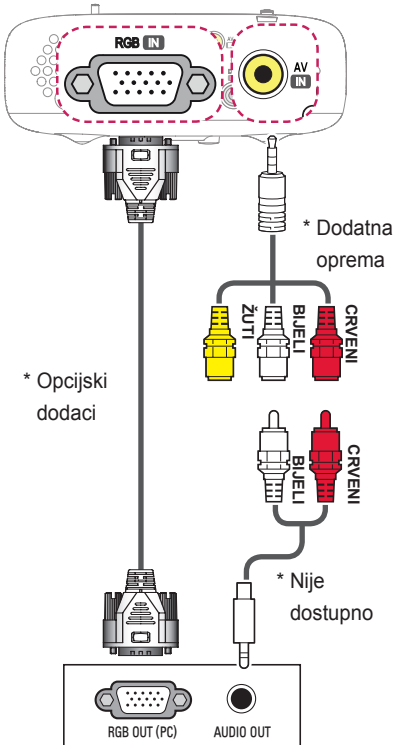 RGB IN
AV
IN
* Dodatna
oprema
ŽUTI
BIJELI
CRVENI
* Opcijski
dodaci
BIJELI
CRVENI
* Nije
dostupno
RGB OUT (PC)
AUDIO OUT